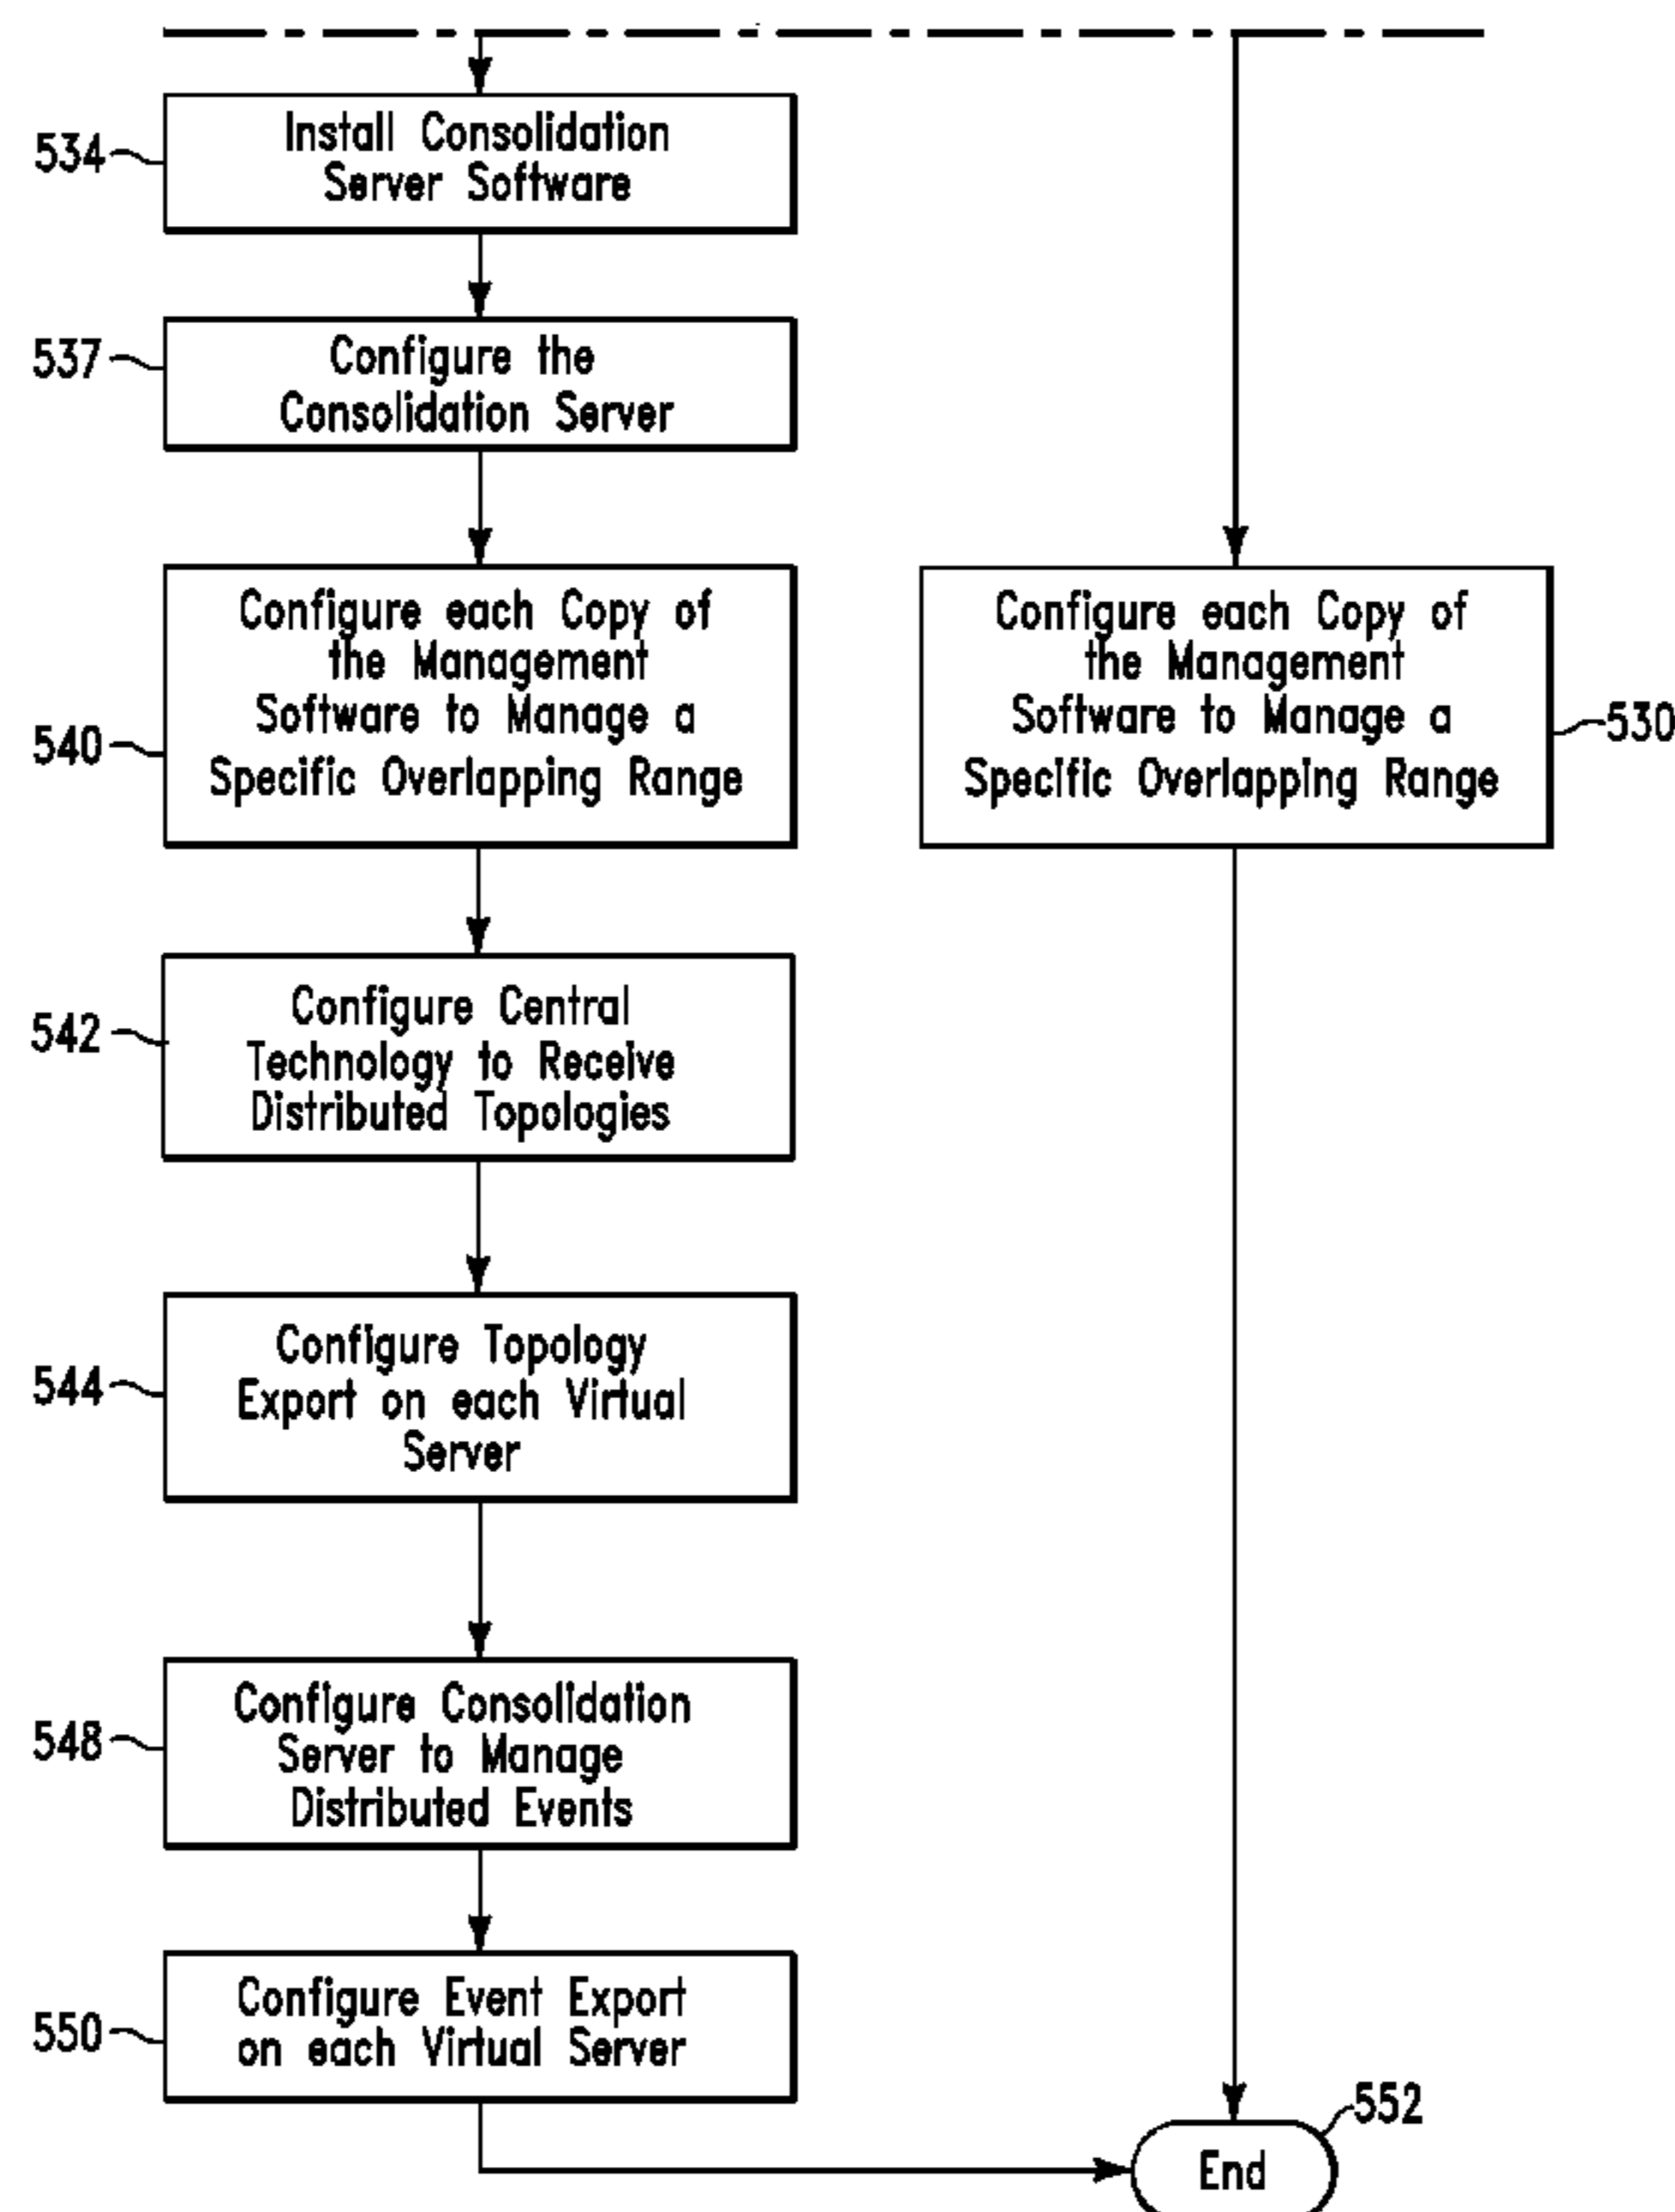 534
Install Consolidation
Server Software
537
Configure the
Consolidation Server
540
Configure each Copy of
the Management
Software to Manage a
Specific Overlapping Range
Configure each Copy of
the Management
Software to Manage a
Specific Overlapping Range
530
542
Configure Central
Technology to Receive
Distributed Topologies
544
Configure Topology
Export on each Virtual
Server
548
Configure Consolidation
Server to Manage
Distributed Events
550
Configure Event Export
on each Virtual Server
552
End